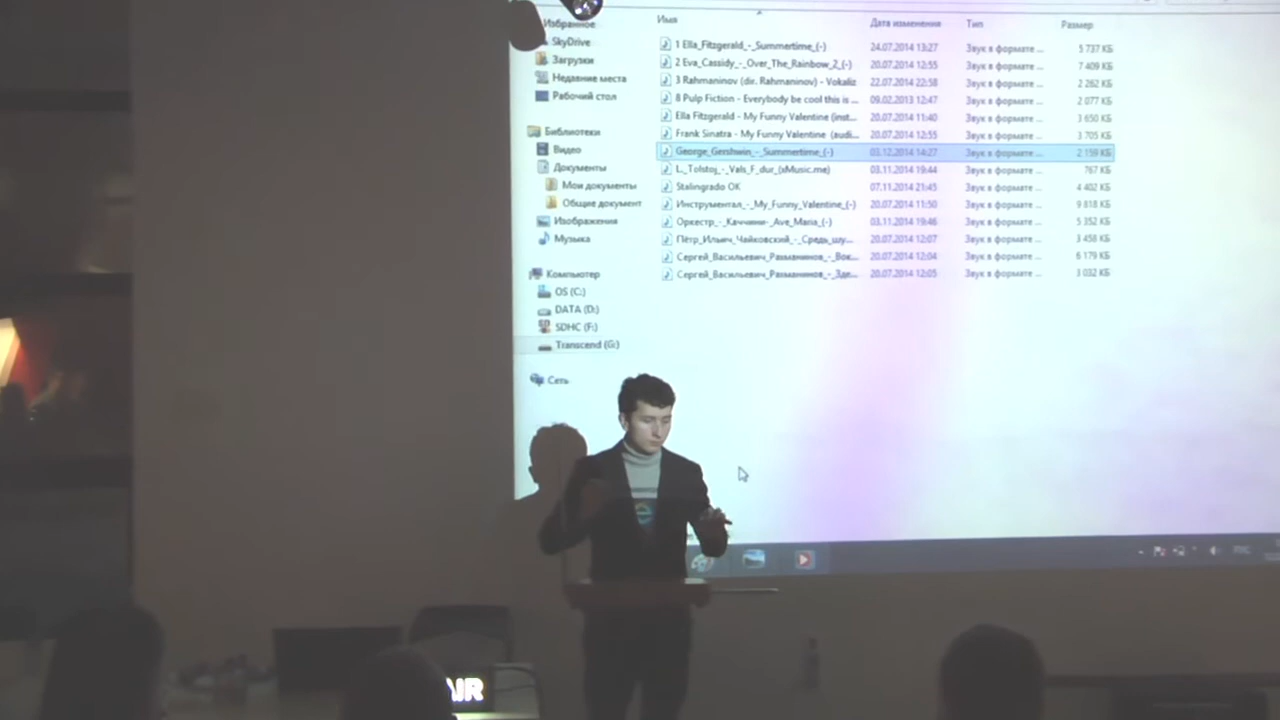 Избранное
SkyDrive
Загрузки
Недавние места
Рабочий стол
Библиотеки
Видео
Документы
Мои документы
Общие документ
Изображения
Музыка
Компьютер
OS (C:)
DATA (D:)
SDHC (F:)
Transcend (G:)
Сеть
Имя Дата изменения Тип Размер
1 Ella_Fitzgerald_-_Summertime_(-) 24.07.2014 13:27 Звук в формате ... 5 737 КБ
2 Eva_Cassidy_-_Over_The_Rainbow_2_(-) 20.07.2014 12:55 Звук в формате ... 7 409 КБ
3 Rahmaninov (dir. Rahmaninov) - Vokaliz 22.07.2014 22:58 Звук в формате ... 2 262 КБ
8 Pulp Fiction - Everybody be cool this is ... 09.02.2013 12:47 Звук в формате ... 2 077 КБ
Ella Fitzgerald - My Funny Valentine (inst... 20.07.2014 11:40 Звук в формате ... 3 650 КБ
Frank Sinatra - My Funny Valentine (audi... 20.07.2014 12:55 Звук в формате ... 3 705 КБ
George_Gershwin_-_Summertime_(-) 03.12.2014 14:27 Звук в формате ... 2 159 КБ
L._Tolstoj_-_Vals_F_dur_(xMusic.me) 03.11.2014 19:44 Звук в формате ... 767 КБ
Stalingrado OK 07.11.2014 21:45 Звук в формате ... 4 402 КБ
Инструментал_-_My_Funny_Valentine_(-) 20.07.2014 11:50 Звук в формате ... 9 818 КБ
Оркестр_-_Каччини-_Ave_Maria_(-) 03.11.2014 19:46 Звук в формате ... 5 352 КБ
Пётр_Ильич_Чайковский_-_Средь_шу... 20.07.2014 12:07 Звук в формате ... 3 458 КБ
Сергей_Васильевич_Рахманинов_-_Вок... 20.07.2014 12:04 Звук в формате ... 6 179 КБ
Сергей_Васильевич_Рахманинов_-_Зде... 20.07.2014 12:05 Звук в формате ... 3 032 КБ
AIR